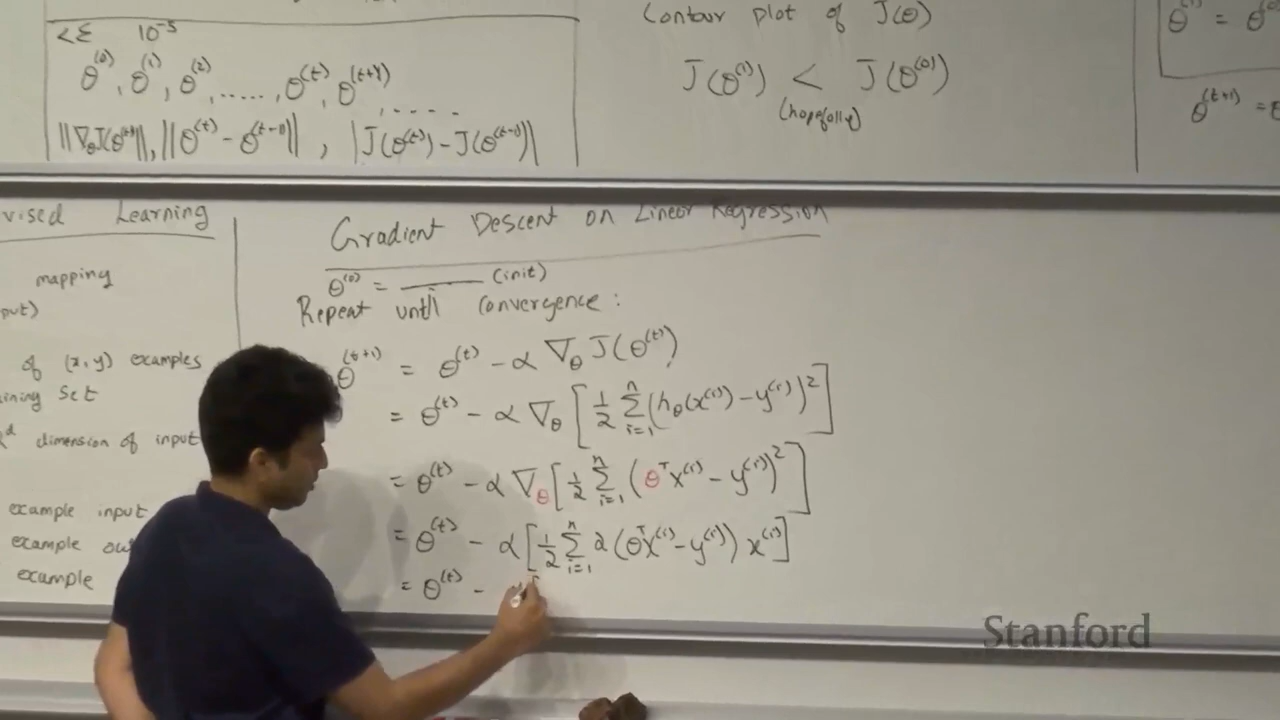 < ε 10⁻⁵
θ⁽⁰⁾, θ⁽¹⁾, θ⁽²⁾, ....., θ⁽ᵗ⁾, θ⁽ᵗ⁺¹⁾, ....
||∇_θJ(θ⁽ᵗ⁾)||, ||θ⁽ᵗ⁾ - θ⁽ᵗ⁻¹⁾||, |J(θ⁽ᵗ⁾) - J(θ⁽ᵗ⁻¹⁾)|
Contour plot of J(θ)
J(θ⁽¹⁾) < J(θ⁽⁰⁾)
(hopefully)
θ⁽¹⁾ = θ⁽⁰
θ⁽ᵗ⁺¹⁾ = θ
vised Learning
mapping
put)
of (x, y) examples
ining set
ᵈ dimension of input
example input
example ou
example
Gradient Descent on Linear Regression
θ⁽⁰⁾ = ______ (init)
Repeat until convergence :
θ⁽ᵗ⁺¹⁾ = θ⁽ᵗ⁾ - α ∇_θ J(θ⁽ᵗ⁾)
= θ⁽ᵗ⁾ - α ∇_θ [ 1/2 Σ_{i=1}^{n} (h_θ(x⁽ⁱ⁾) - y⁽ⁱ⁾)² ]
= θ⁽ᵗ⁾ - α ∇_θ [ 1/2 Σ_{i=1}^{n} (θᵀx⁽ⁱ⁾ - y⁽ⁱ⁾)² ]
= θ⁽ᵗ⁾ - α [ 1/2 Σ_{i=1}^{n} 2 (θᵀx⁽ⁱ⁾ - y⁽ⁱ⁾) x⁽ⁱ⁾ ]
= θ⁽ᵗ⁾ -
Stanford